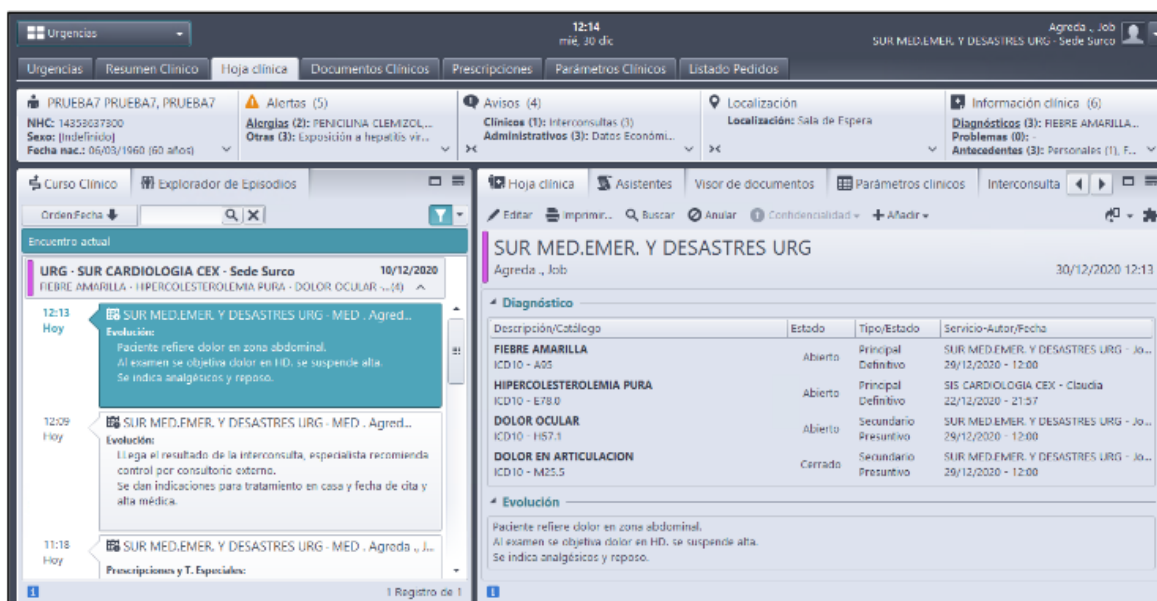 Urgencias
12:14
mié, 30 dic
Agreda ., Job
SUR MED.EMER. Y DESASTRES URG - Sede Surco
Urgencias Resumen Clínico Hoja clínica Documentos Clínicos Prescripciones Parámetros Clínicos Listado Pedidos
PRUEBA7 PRUEBA7, PRUEBA7
NHC: 14353637300
Sexo: [Indefinido]
Fecha nac.: 06/03/1960 (60 años)
Alertas (5)
Alergias (2): PENICILINA CLEMIZOL,...
Otras (3): Exposición a hepatitis vir...
Avisos (4)
Clínicos (1): Interconsultas (3)
Administrativos (3): Datos Económi...
Localización
Localización: Sala de Espera
Información clínica (6)
Diagnósticos (3): FIEBRE AMARILLA...
Problemas (0): -
Antecedentes (3): Personales (1), F...
Curso Clínico Explorador de Episodios
Orden:Fecha
Encuentro actual
URG - SUR CARDIOLOGIA CEX - Sede Surco 10/12/2020
FIEBRE AMARILLA - HIPERCOLESTEROLEMIA PURA - DOLOR OCULAR -...(4)
12:13
Hoy
SUR MED.EMER. Y DESASTRES URG - MED . Agred...
Evolución:
Paciente refiere dolor en zona abdominal.
Al examen se objetiva dolor en HD. se suspende alta.
Se indica analgésicos y reposo.
12:09
Hoy
SUR MED.EMER. Y DESASTRES URG - MED . Agred...
Evolución:
LLega el resultado de la interconsulta, especialista recomienda
control por consultorio externo.
Se dan indicaciones para tratamiento en casa y fecha de cita y
alta médica.
11:18
Hoy
SUR MED.EMER. Y DESASTRES URG - MED . Agreda ., J...
Prescripciones y T. Especiales:
1 Registro de 1
Hoja clínica Asistentes Visor de documentos Parámetros clínicos Interconsulta
Editar Imprimir... Buscar Anular Confidencialidad Añadir
SUR MED.EMER. Y DESASTRES URG
Agreda ., Job 30/12/2020 12:13
Diagnóstico
Descripción/Catálogo Estado Tipo/Estado Servicio-Autor/Fecha
FIEBRE AMARILLA Abierto Principal SUR MED.EMER. Y DESASTRES URG - Jo...
ICD10 - A95 Definitivo 29/12/2020 - 12:00
HIPERCOLESTEROLEMIA PURA Abierto Principal SIS CARDIOLOGIA CEX - Claudia
ICD10 - E78.0 Definitivo 22/12/2020 - 21:57
DOLOR OCULAR Abierto Secundario SUR MED.EMER. Y DESASTRES URG - Jo...
ICD10 - H57.1 Presuntivo 29/12/2020 - 12:00
DOLOR EN ARTICULACION Cerrado Secundario SUR MED.EMER. Y DESASTRES URG - Jo...
ICD10 - M25.5 Presuntivo 29/12/2020 - 12:00
Evolución
Paciente refiere dolor en zona abdominal.
Al examen se objetiva dolor en HD. se suspende alta.
Se indica analgésicos y reposo.